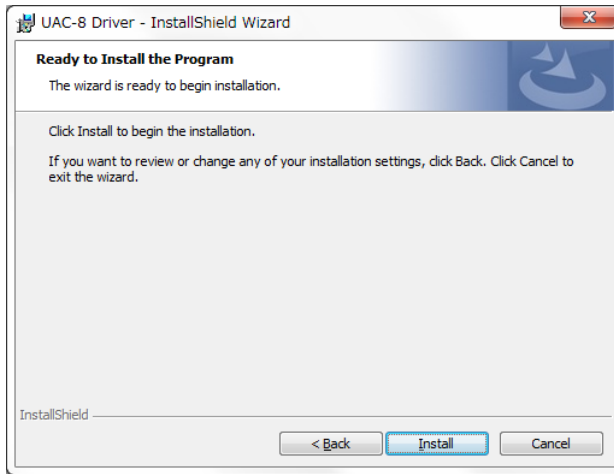 UAC-8 Driver - InstallShield Wizard
Ready to Install the Program
The wizard is ready to begin installation.
Click Install to begin the installation.
If you want to review or change any of your installation settings, click Back. Click Cancel to
exit the wizard.
InstallShield
< Back Install Cancel